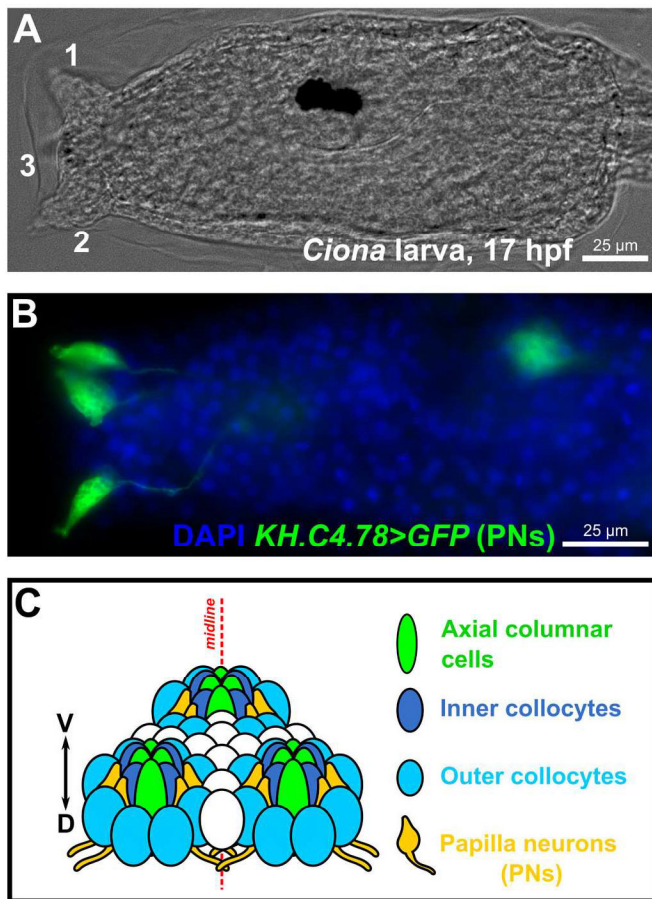 A
1
3
2
Ciona larva, 17 hpf
25 µm
B
DAPI KH.C4.78>GFP (PNs)
25 µm
C
midline
V
D
Axial columnar
cells
Inner collocytes
Outer collocytes
Papilla neurons
(PNs)